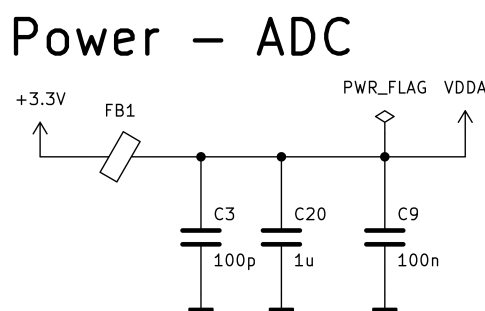 Power – ADC
+3.3V
FB1
PWR_FLAG
VDDA
C3
100p
C20
1u
C9
100n